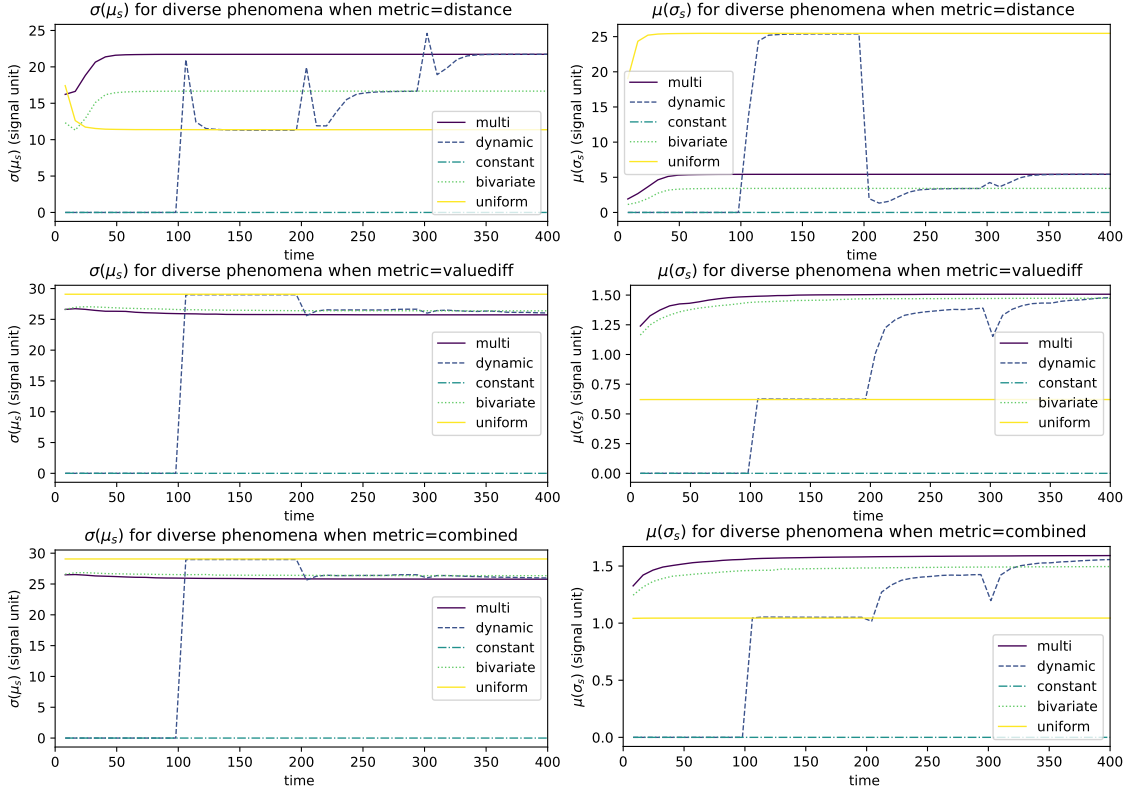 σ(μₛ) for diverse phenomena when metric=distance
σ(μₛ) (signal unit)
25
20
15
10
5
0
0 50 100 150 200 250 300 350 400
time
multi
dynamic
constant
bivariate
uniform
μ(σₛ) for diverse phenomena when metric=distance
μ(σₛ) (signal unit)
25
20
15
10
5
0
0 50 100 150 200 250 300 350 400
time
multi
dynamic
constant
bivariate
uniform
σ(μₛ) for diverse phenomena when metric=valuediff
σ(μₛ) (signal unit)
30
25
20
15
10
5
0
0 50 100 150 200 250 300 350 400
time
multi
dynamic
constant
bivariate
uniform
μ(σₛ) for diverse phenomena when metric=valuediff
μ(σₛ) (signal unit)
1.50
1.25
1.00
0.75
0.50
0.25
0.00
0 50 100 150 200 250 300 350 400
time
multi
dynamic
constant
bivariate
uniform
σ(μₛ) for diverse phenomena when metric=combined
σ(μₛ) (signal unit)
30
25
20
15
10
5
0
0 50 100 150 200 250 300 350 400
time
multi
dynamic
constant
bivariate
uniform
μ(σₛ) for diverse phenomena when metric=combined
μ(σₛ) (signal unit)
1.5
1.0
0.5
0.0
0 50 100 150 200 250 300 350 400
time
multi
dynamic
constant
bivariate
uniform